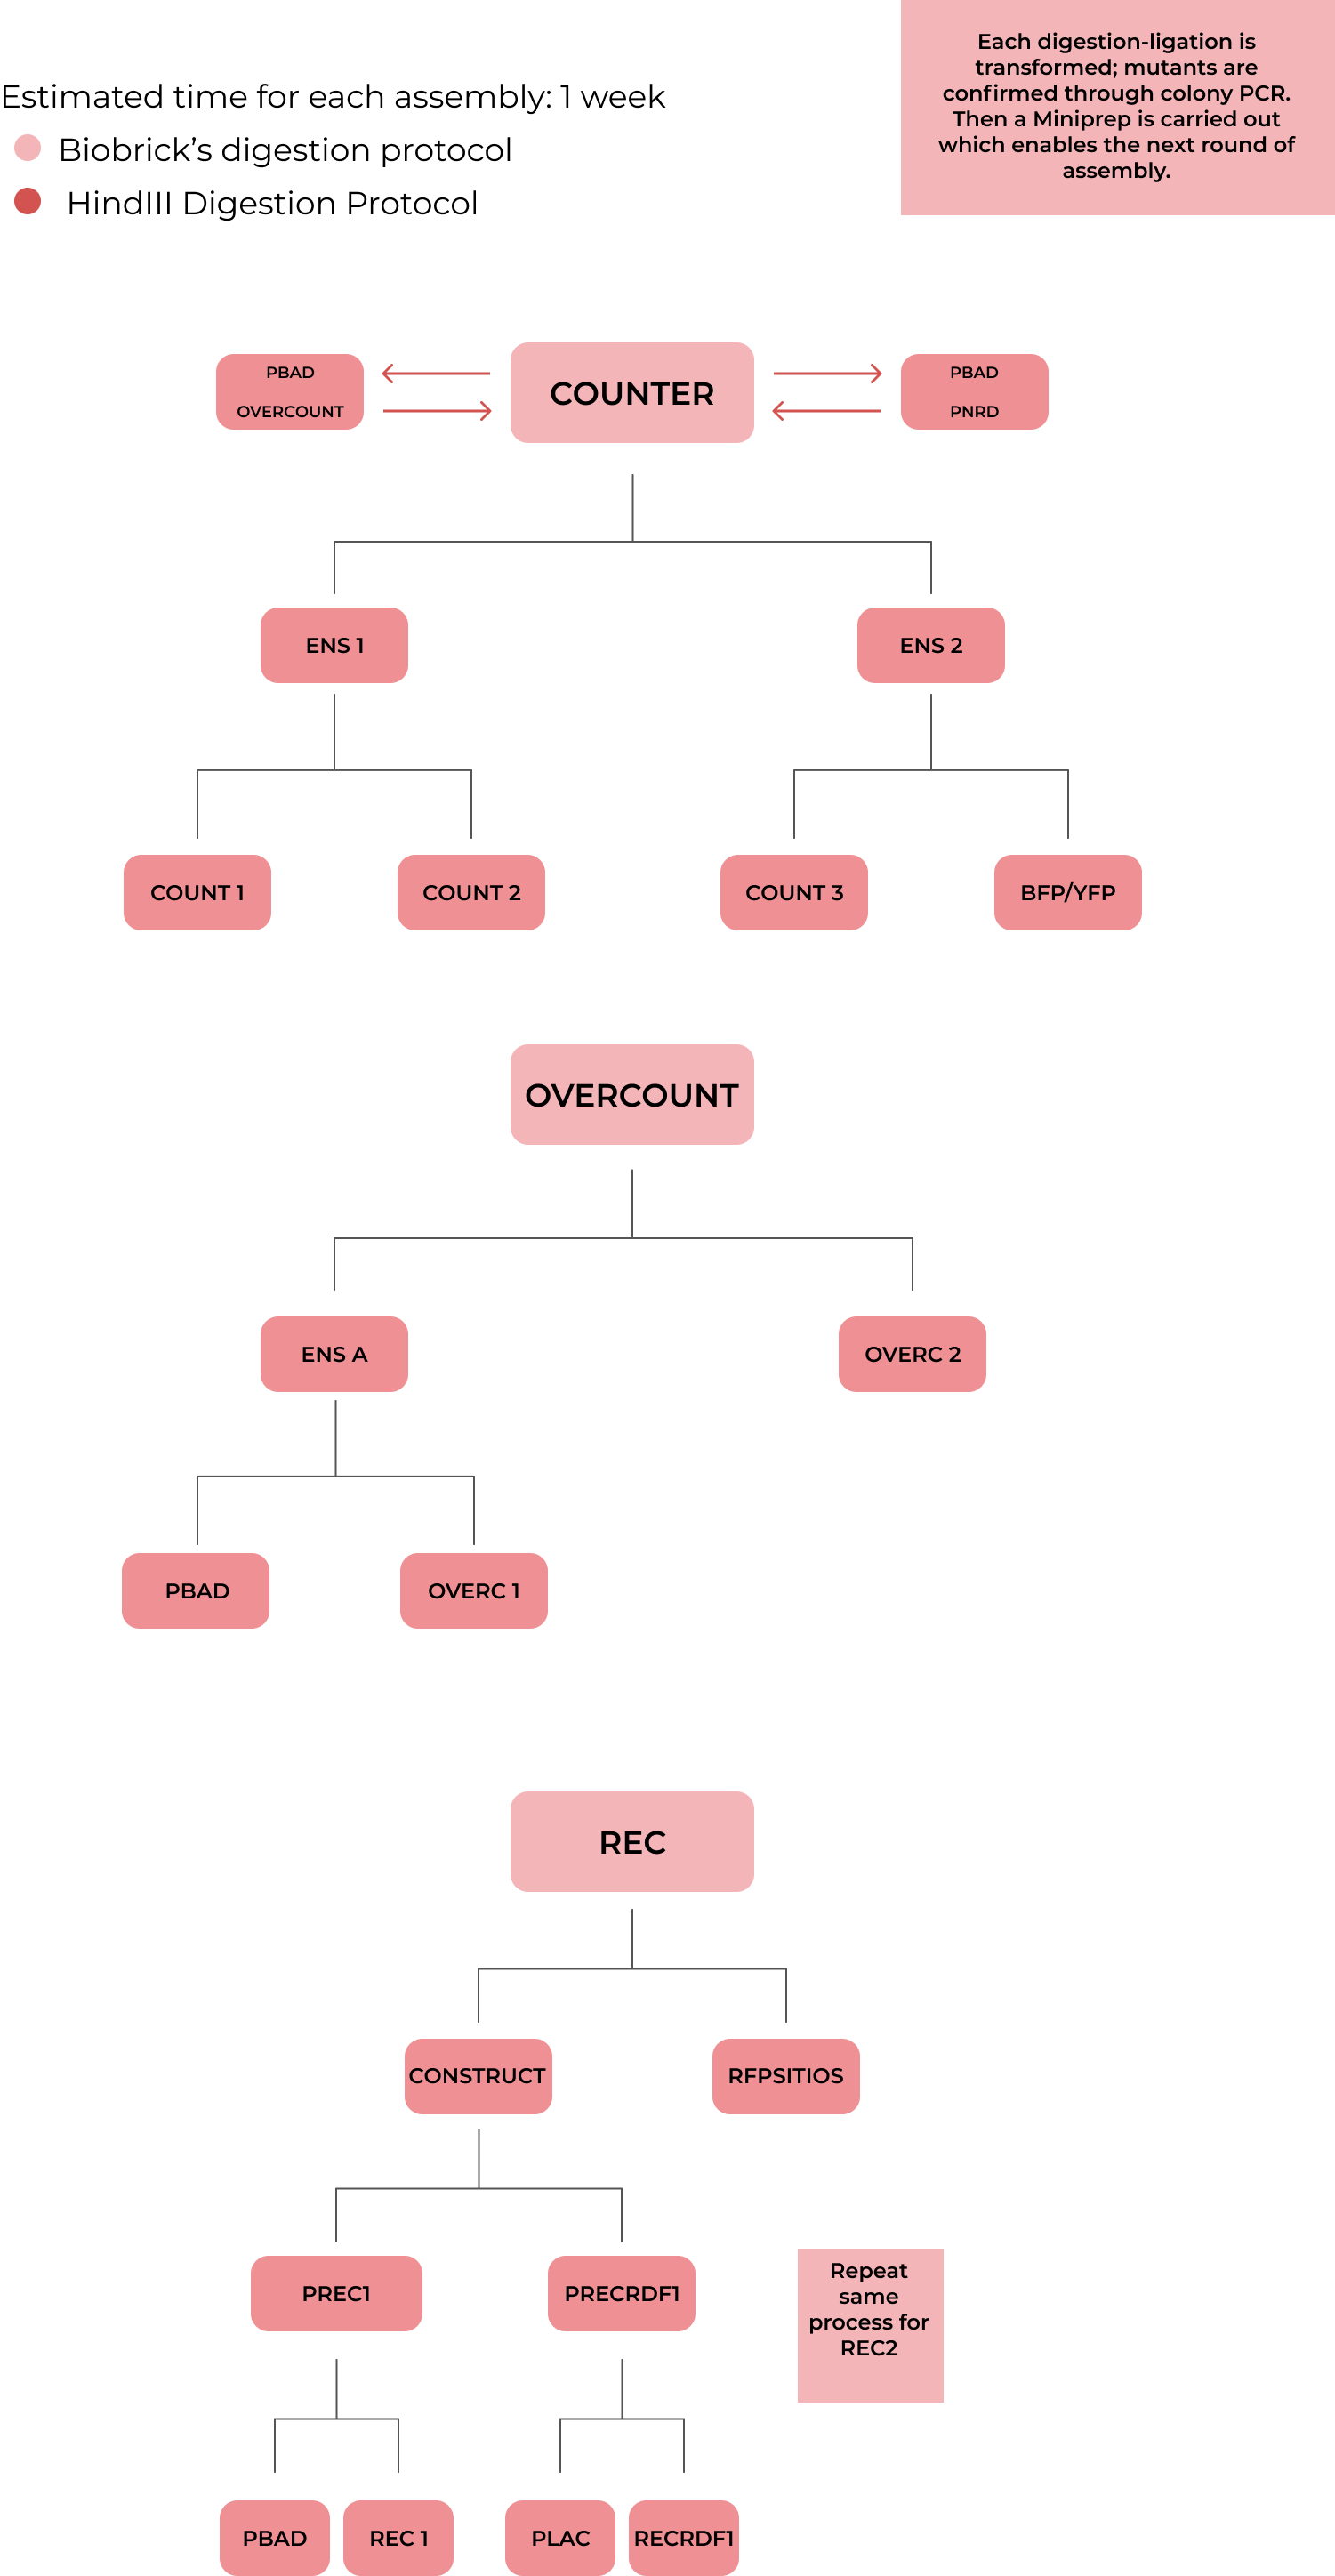 Each digestion-ligation is
transformed; mutants are
confirmed through colony PCR.
Then a Miniprep is carried out
which enables the next round of
assembly.
Estimated time for each assembly: 1 week
Biobrick's digestion protocol
HindIII Digestion Protocol
PBAD
OVERCOUNT
COUNTER
PBAD
PNRD
ENS 1
ENS 2
COUNT 1
COUNT 2
COUNT 3
BFP/YFP
OVERCOUNT
ENS A
OVERC 2
PBAD
OVERC 1
REC
CONSTRUCT
RFPSITIOS
PREC1
PRECRDF1
Repeat
same
process for
REC2
PBAD
REC 1
PLAC
RECRDF1